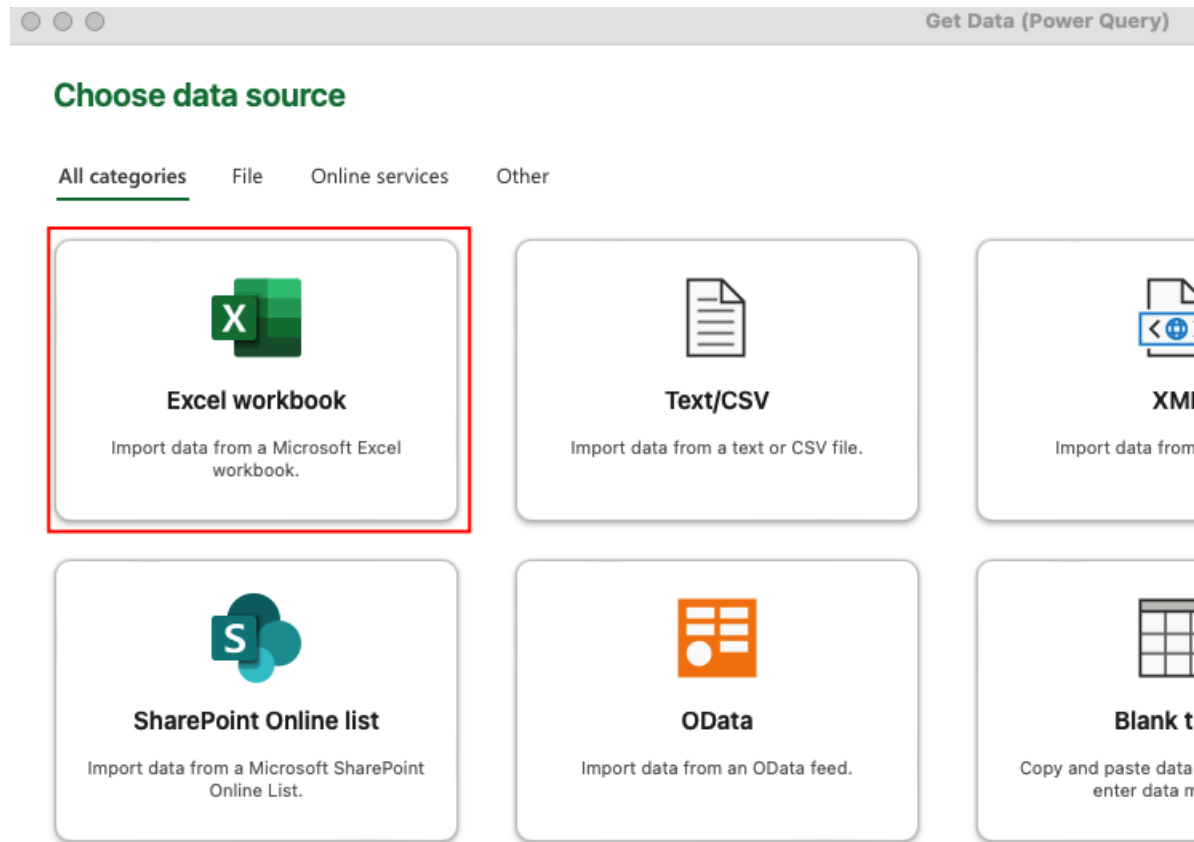 Get Data (Power Query)
Choose data source
All categories File Online services Other
X
Excel workbook
Import data from a Microsoft Excel
workbook.
Text/CSV
Import data from a text or CSV file.
Import data from
S
SharePoint Online list
Import data from a Microsoft SharePoint
Online List.
OData
Import data from an OData feed.
Blank
Copy and paste data
enter data